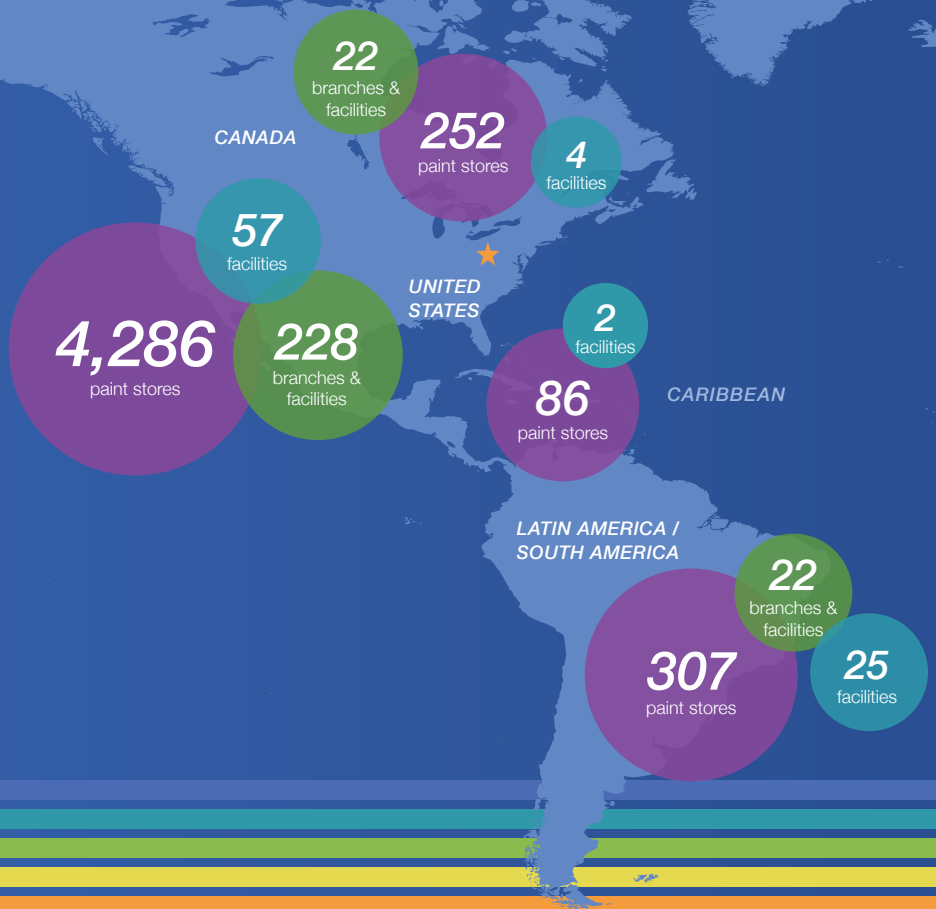 22
branches &
facilities
252
paint stores
4
facilities
CANADA
57
facilities
4,286
paint stores
228
branches &
facilities
UNITED
STATES
2
facilities
86
paint stores
CARIBBEAN
LATIN AMERICA /
SOUTH AMERICA
22
branches &
facilities
307
paint stores
25
facilities